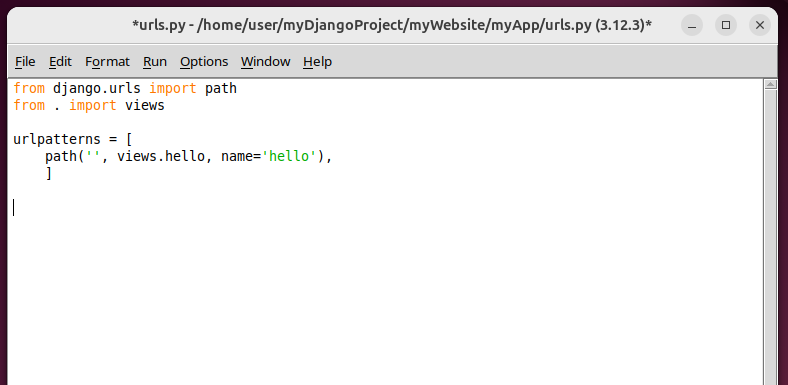 *urls.py - /home/user/myDjangoProject/myWebsite/myApp/urls.py (3.12.3)*
File Edit Format Run Options Window Help
from django.urls import path
from . import views
urlpatterns = [
    path('', views.hello, name='hello'),
    ]